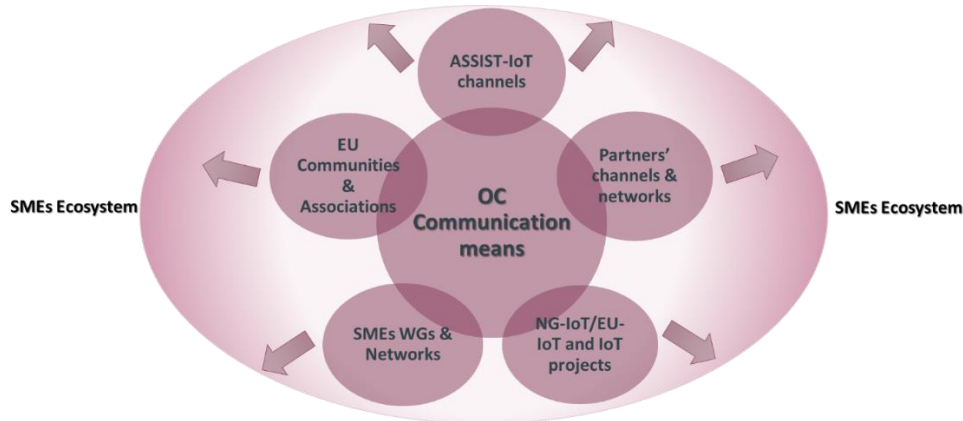 ASSIST-IoT
channels
EU
Communities
&
Associations
Partners’
channels &
networks
SMEs Ecosystem
OC
Communication
means
SMEs Ecosystem
SMEs WGs &
Networks
NG-IoT/EU-
IoT and IoT
projects